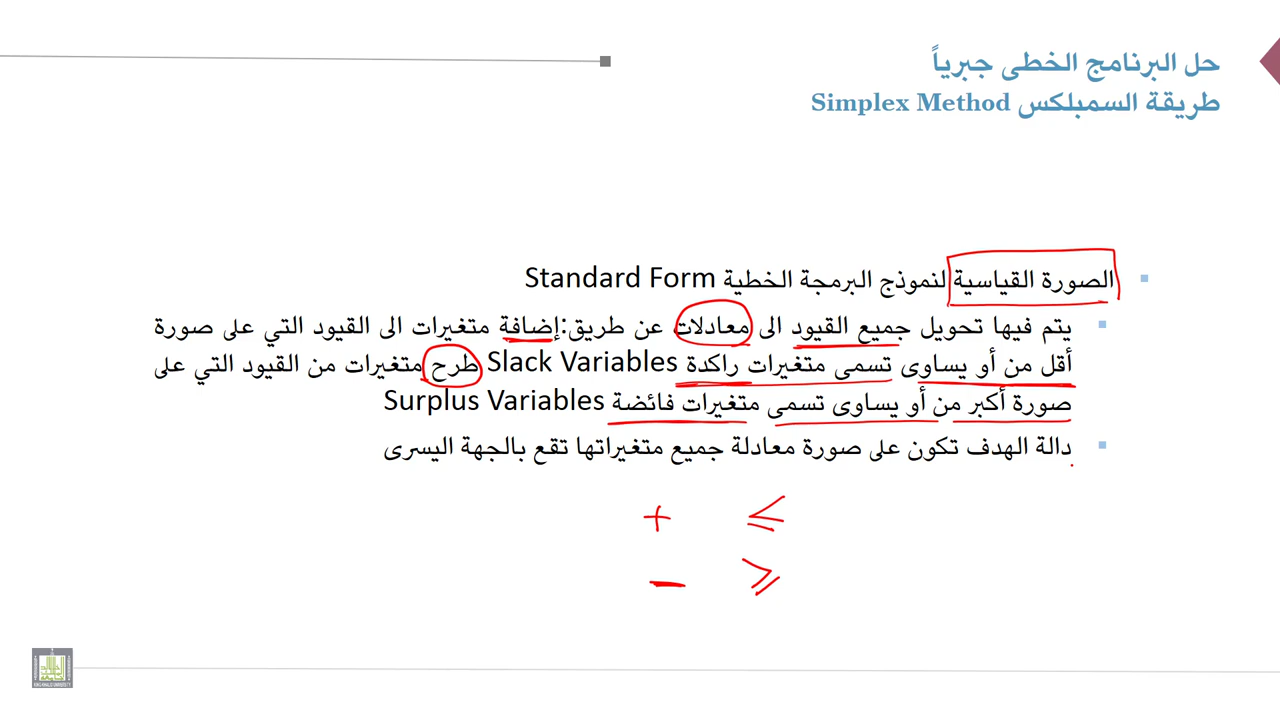 حل البرنامج الخطى جبرياً
طريقة السمبلكس Simplex Method
الصورة القياسية لنموذج البرمجة الخطية Standard Form
يتم فيها تحويل جميع القيود الى معادلات عن طريق:إضافة متغيرات الى القيود التي على صورة
أقل من أو يساوى تسمى متغيرات راكدة Slack Variables طرح متغيرات من القيود التي على
صورة أكبر من أو يساوى تسمى متغيرات فائضة Surplus Variables
دالة الهدف تكون على صورة معادلة جميع متغيراتها تقع بالجهة اليسرى
≤ +
≥ -